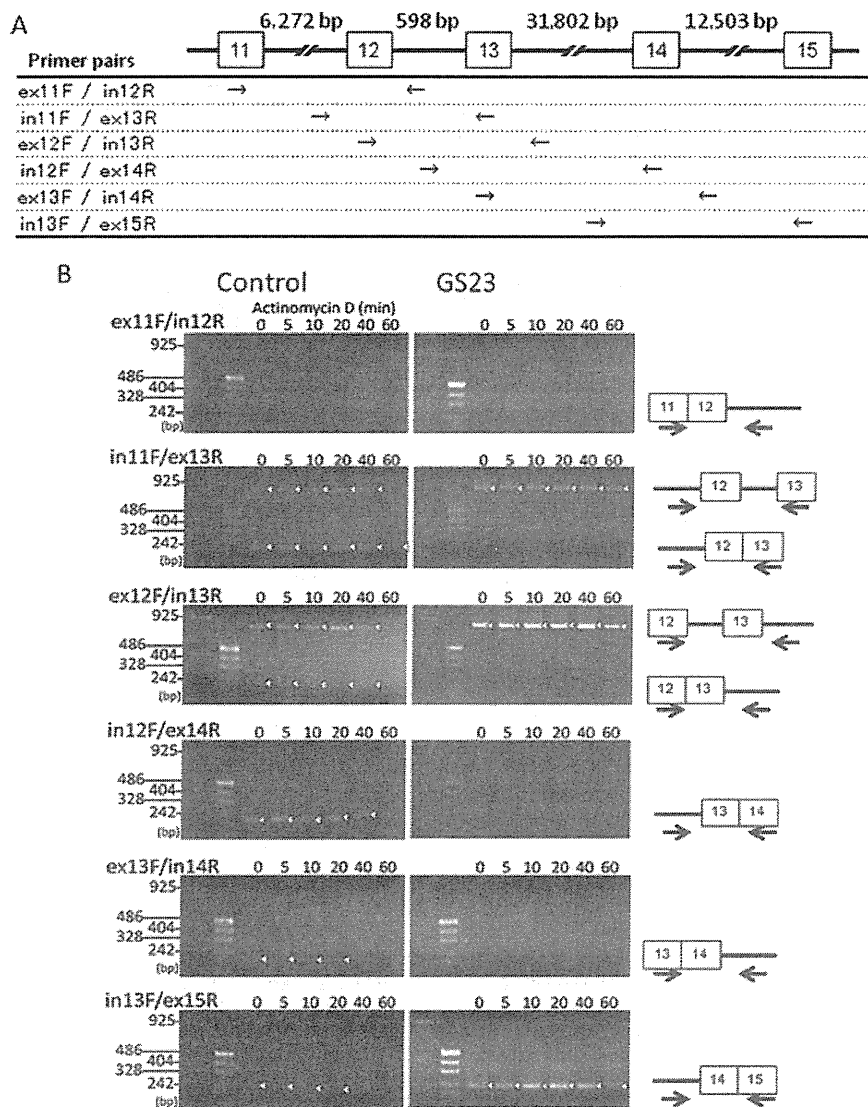 A
6.272 bp 598 bp 31.802 bp 12.503 bp
Primer pairs 11 12 13 14 15
ex11F / in12R
in11F / ex13R
ex12F / in13R
in12F / ex14R
ex13F / in14R
in13F / ex15R
B
Control GS23
Actinomycin D (min)
ex11F/in12R 0 5 10 20 40 60 0 5 10 20 40 60
925
486
404
328
242
(bp)
11 12
in11F/ex13R 0 5 10 20 40 60 0 5 10 20 40 60
925
486
404
328
242
(bp)
12 13
12 13
ex12F/in13R 0 5 10 20 40 60 0 5 10 20 40 60
925
486
404
328
242
(bp)
12 13
12 13
in12F/ex14R 0 5 10 20 40 60 0 5 10 20 40 60
925
486
404
328
242
(bp)
13 14
ex13F/in14R 0 5 10 20 40 60 0 5 10 20 40 60
925
486
404
328
242
(bp)
13 14
in13F/ex15R 0 5 10 20 40 60 0 5 10 20 40 60
925
486
404
328
242
(bp)
14 15